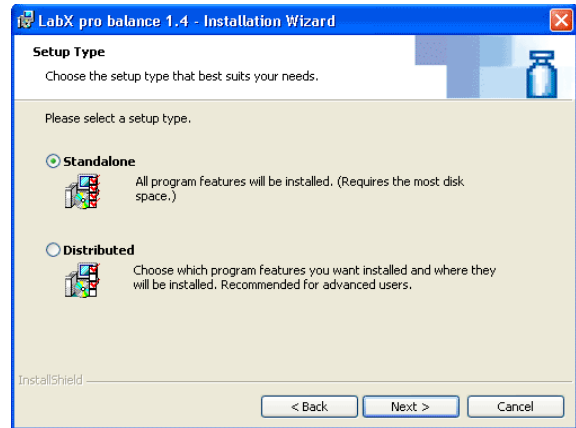 LabX pro balance 1.4 - Installation Wizard
Setup Type
Choose the setup type that best suits your needs.
Please select a setup type.
Standalone
All program features will be installed. (Requires the most disk
space.)
Distributed
Choose which program features you want installed and where they
will be installed. Recommended for advanced users.
InstallShield
< Back Next > Cancel